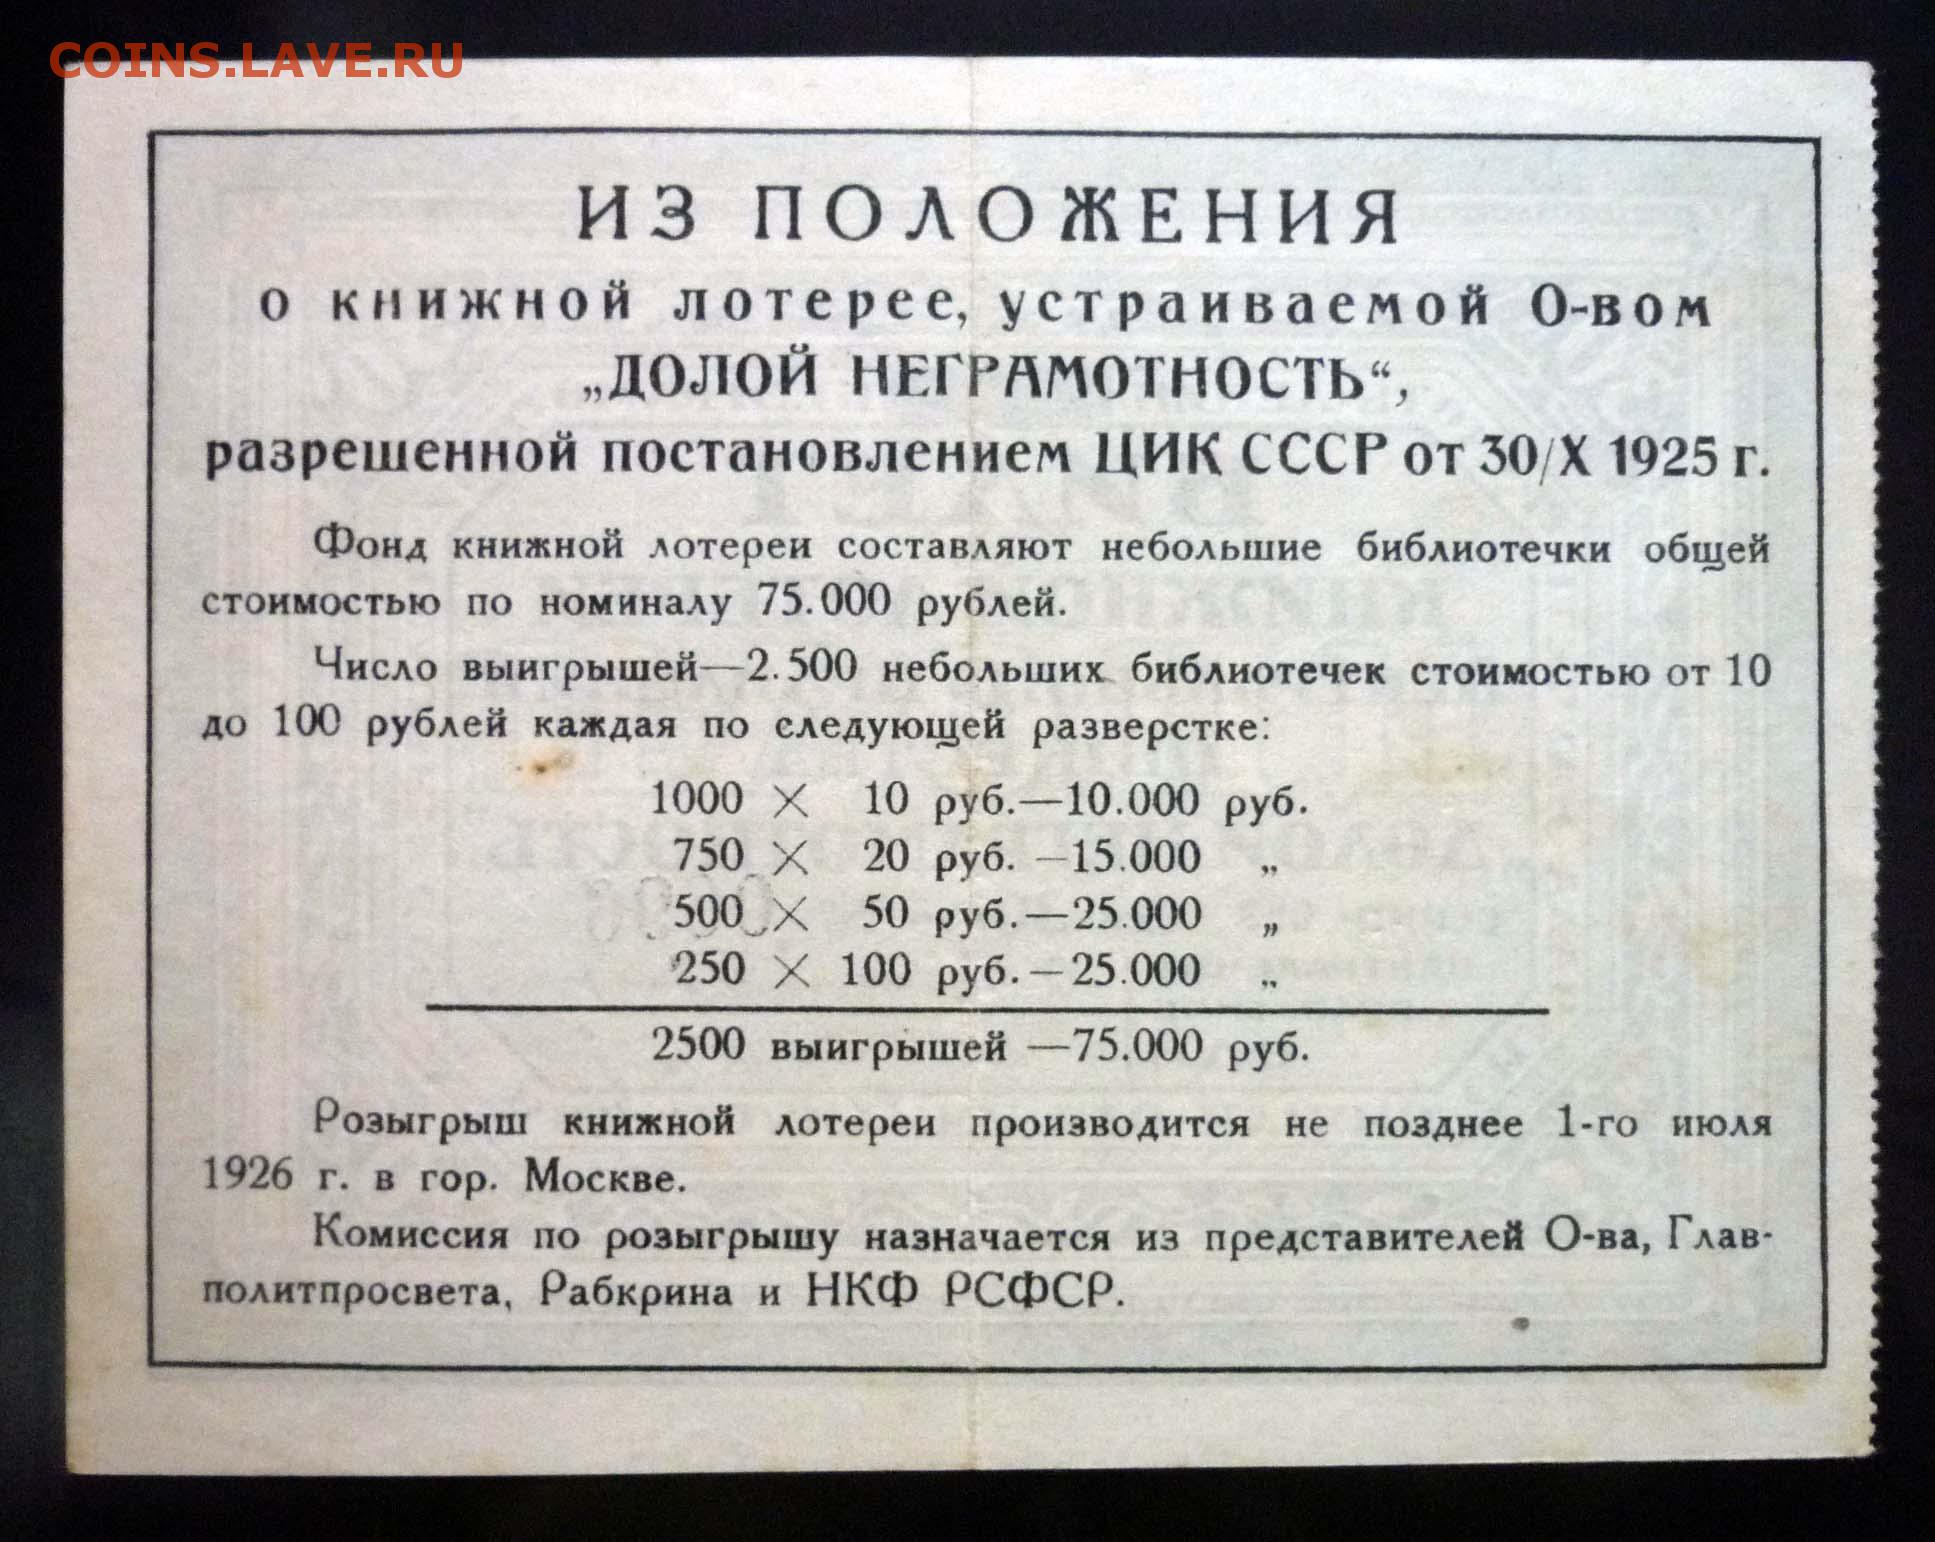 COINS.LAVE.RU
ИЗ ПОЛОЖЕНИЯ
о книжной лотерее, устраиваемой О-вом
„ДОЛОЙ НЕГРАМОТНОСТЬ“,
разрешенной постановлением ЦИК СССР от 30/X 1925 г.
Фонд книжной лотереи составляют небольшие библиотечки общей
стоимостью по номиналу 75.000 рублей.
Число выигрышей—2.500 небольших библиотечек стоимостью от 10
до 100 рублей каждая по следующей разверстке:
1000 × 10 руб.—10.000 руб.
750 × 20 руб. —15.000 „
500 × 50 руб.—25.000 „
250 × 100 руб.—25.000 „
2500 выигрышей —75.000 руб.
Розыгрыш книжной лотереи производится не позднее 1-го июля
1926 г. в гор. Москве.
Комиссия по розыгрышу назначается из представителей О-ва, Глав-
политпросвета, Рабкрина и НКФ РСФСР.